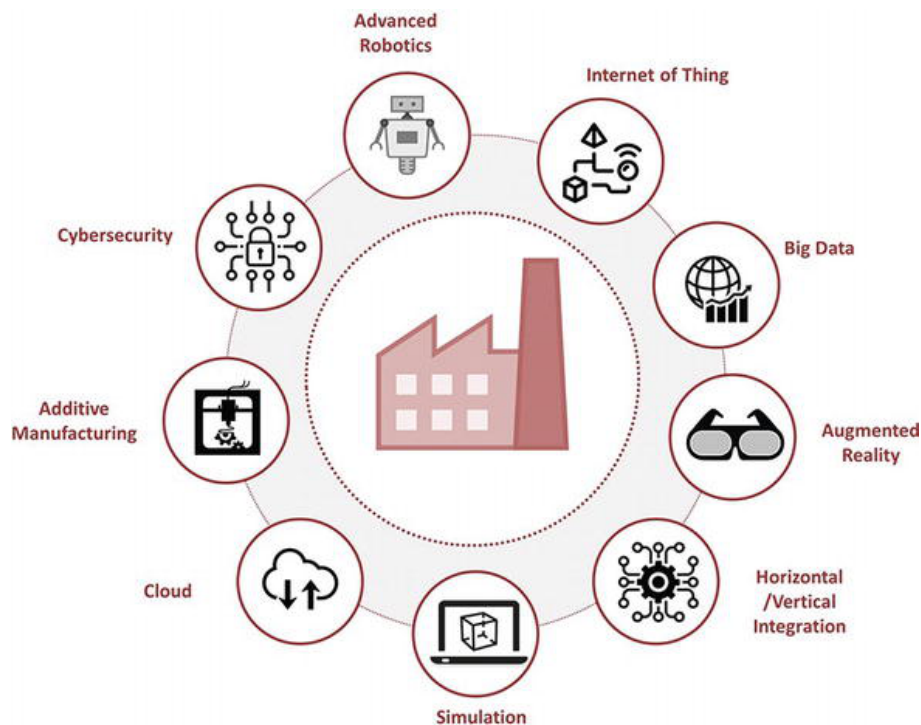 Advanced
Robotics
Internet of Thing
Big Data
Augmented
Reality
Horizontal
/Vertical
Integration
Simulation
Cloud
Additive
Manufacturing
Cybersecurity